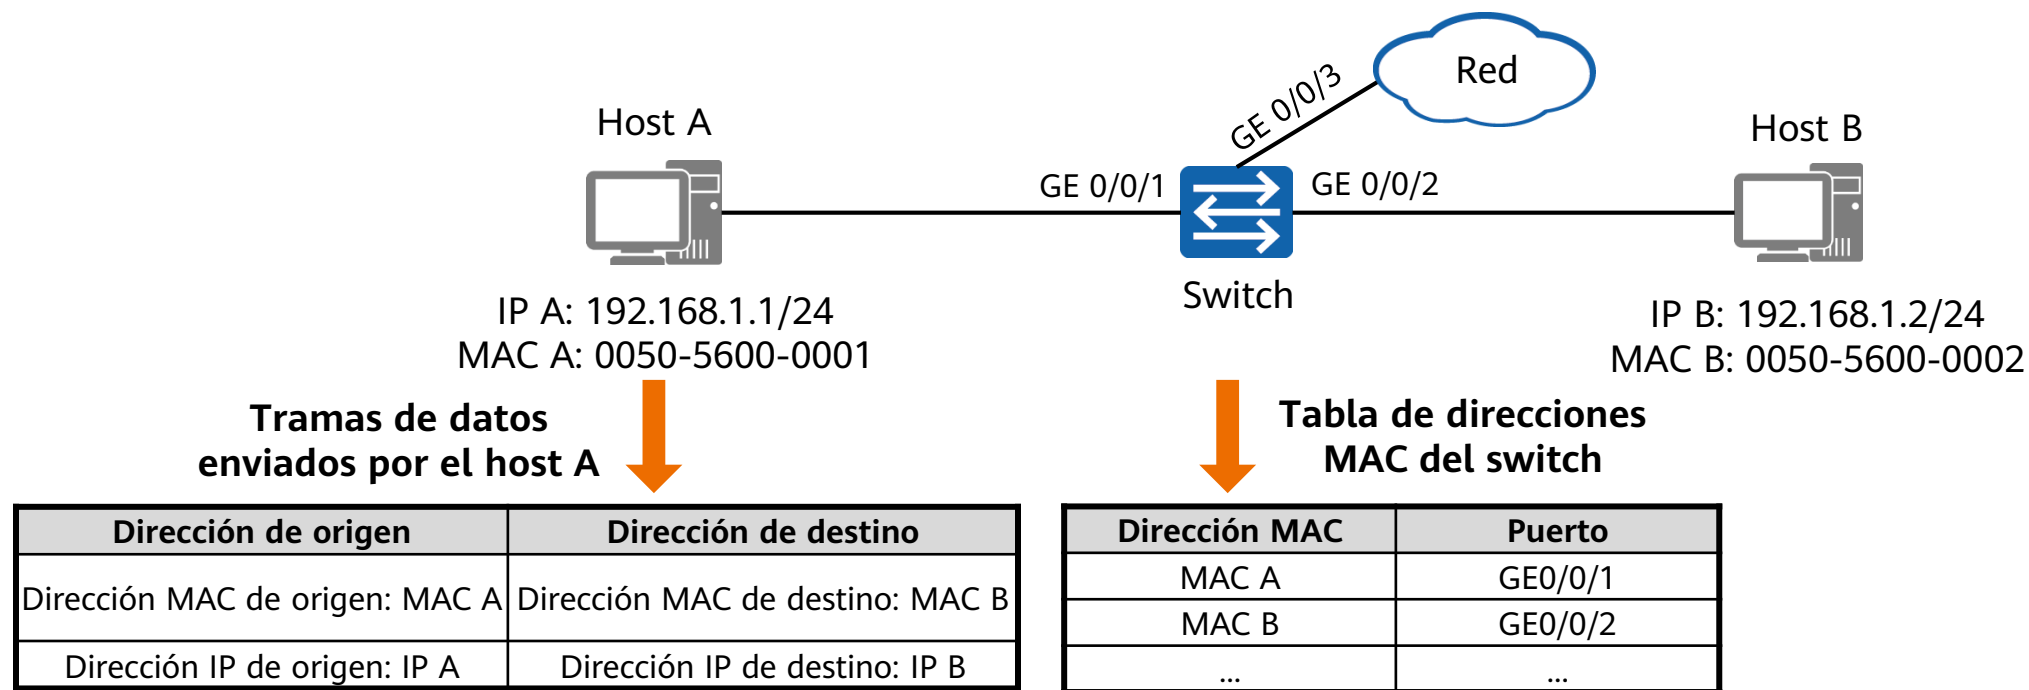 Red
GE 0/0/3
Host A
Host B
GE 0/0/1
GE 0/0/2
Switch
IP A: 192.168.1.1/24
MAC A: 0050-5600-0001
IP B: 192.168.1.2/24
MAC B: 0050-5600-0002
Tramas de datos
enviados por el host A
Tabla de direcciones
MAC del switch
Dirección de origen Dirección de destino
Dirección MAC de origen: MAC A Dirección MAC de destino: MAC B
Dirección IP de origen: IP A Dirección IP de destino: IP B
Dirección MAC Puerto
MAC A GE0/0/1
MAC B GE0/0/2
... ...